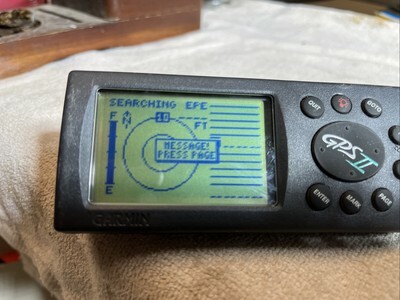 SEARCHING EPE
F N 10
FT
MESSAGE!
PRESS PAGE
E
GARMIN
QUIT
GOTO
GPS II
ENTER
MARK
PAGE